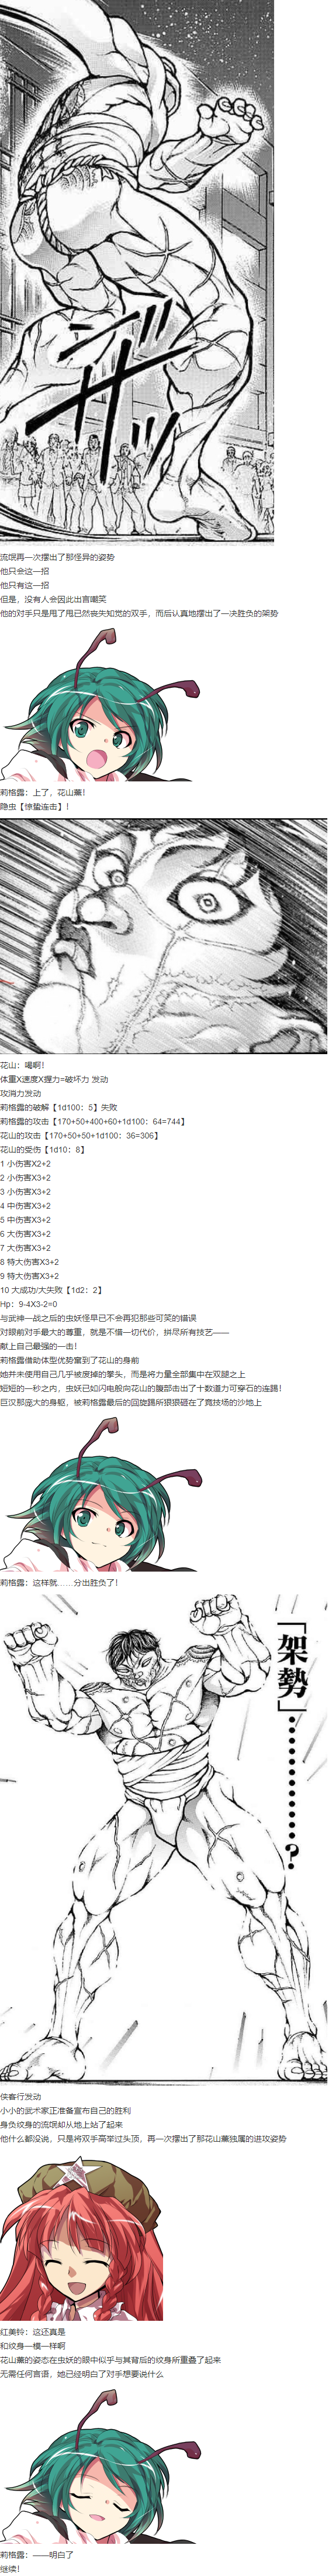 流氓再一次摆出了那怪异的姿势
他只会这一招
他只有这一招
但是，没有人会因此出言嘲笑
他的对手只是甩了甩已然丧失知觉的双手，而后认真地摆出了一决胜负的架势
莉格露：上了，花山薰！
隐虫【惊蛰连击】！
花山：喝啊！
体重X速度X握力=破坏力 发动
攻消力发动
莉格露的破解【1d100：5】失败
莉格露的攻击【170+50+400+60+1d100：64=744】
花山的攻击【170+50+50+1d100：36=306】
花山的受伤【1d10：8】
1 小伤害X2+2
2 小伤害X3+2
3 小伤害X3+2
4 中伤害X3+2
5 中伤害X3+2
6 大伤害X3+2
7 大伤害X3+2
8 特大伤害X3+2
9 特大伤害X3+2
10 大成功/大失败【1d2：2】
Hp：9-4X3-2=0
与武神一战之后的虫妖怪早已不会再犯那些可笑的错误
对眼前对手最大的尊重，就是不惜一切代价，拼尽所有技艺——
献上自己最强的一击！
莉格露借助体型优势窜到了花山的身前
她并未使用自己几乎被废掉的拳头，而是将力量全部集中在双腿之上
短短的一秒之内，虫妖已如闪电般向花山的腹部击出了十数道力可穿石的连踢！
巨汉那庞大的身躯，被莉格露最后的回旋踢所狠狠砸在了竞技场的沙地上
莉格露：这样就……分出胜负了！
「架勢」…………？
侠客行发动
小小的武术家正准备宣布自己的胜利
身负纹身的流氓却从地上站了起来
他什么都没说，只是将双手高举过头顶，再一次摆出了那花山薰独属的进攻姿势
红美铃：这还真是
和纹身一模一样啊
花山薰的姿态在虫妖的眼中似乎与其背后的纹身所重叠了起来
无需任何言语，她已经明白了对手想要说什么
莉格露：——明白了
继续！